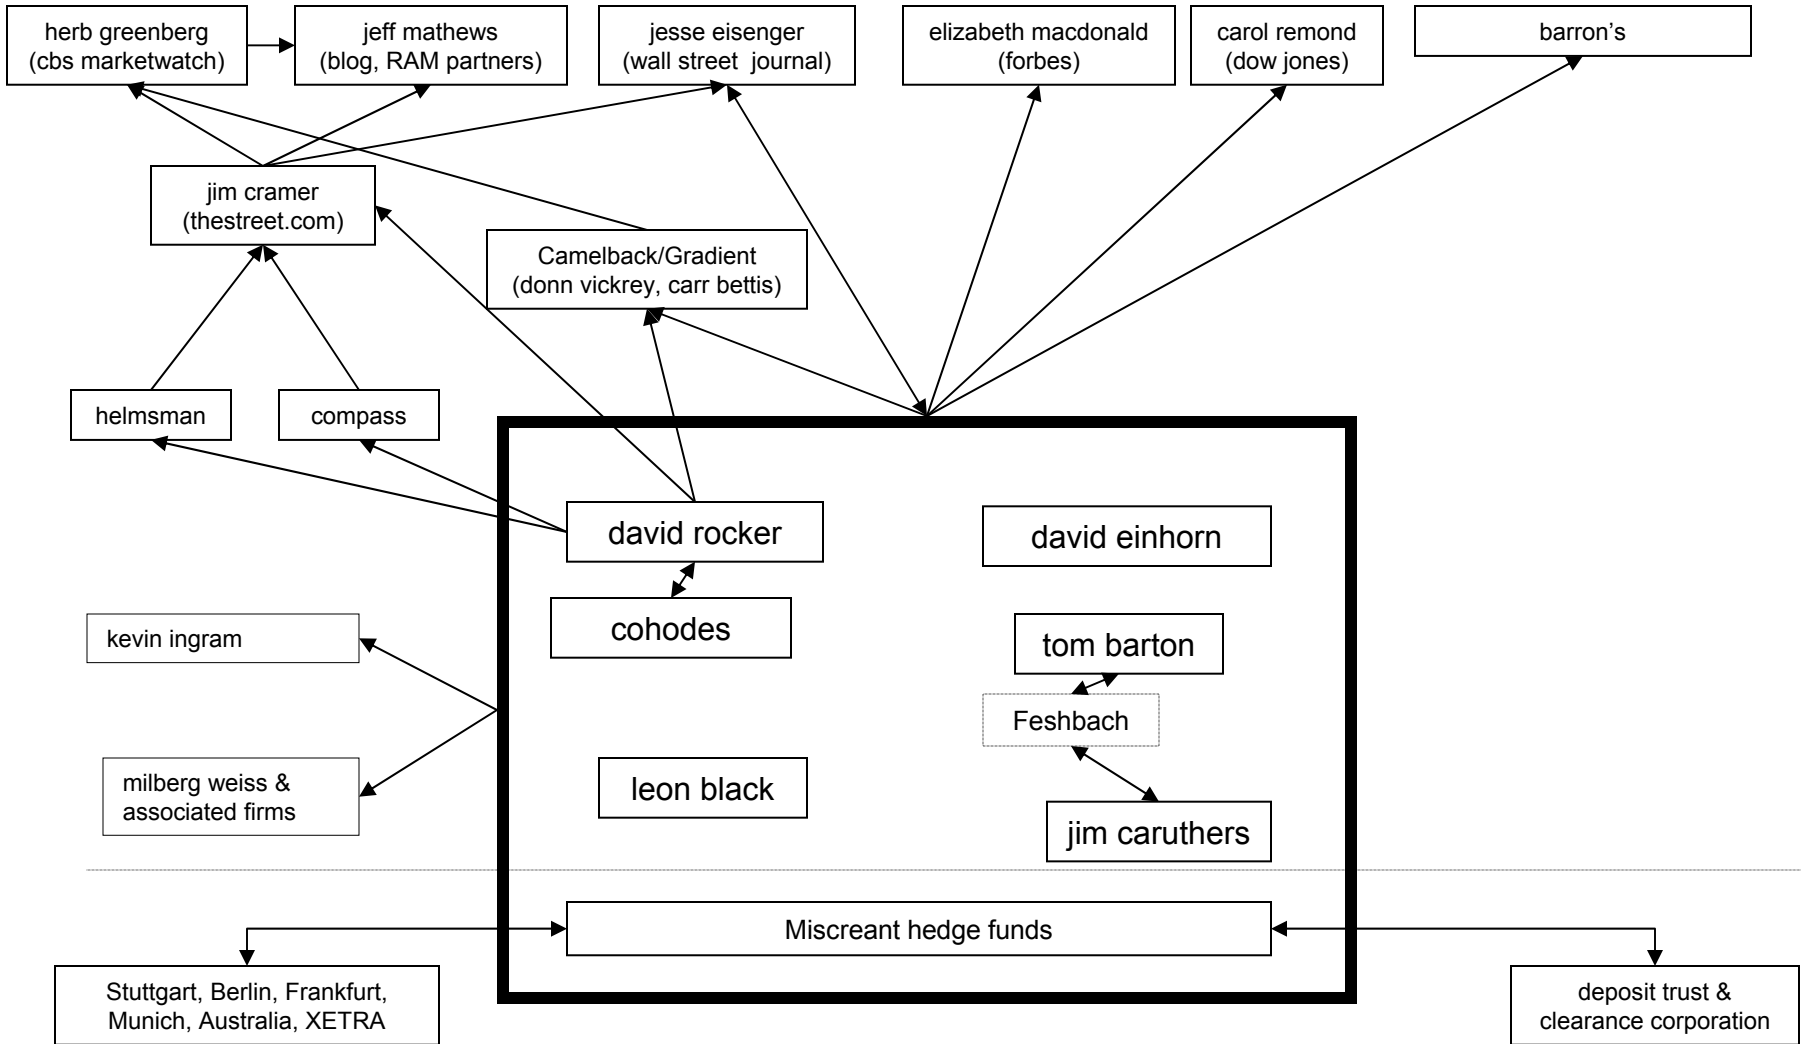 herb greenberg
(cbs marketwatch)
jeff mathews
(blog, RAM partners)
jesse eisenger
(wall street journal)
elizabeth macdonald
(forbes)
carol remond
(dow jones)
barron’s
jim cramer
(thestreet.com)
Camelback/Gradient
(donn vickrey, carr bettis)
helmsman
compass
david rocker
david einhorn
cohodes
kevin ingram
tom barton
Feshbach
milberg weiss &
associated firms
leon black
jim caruthers
Miscreant hedge funds
Stuttgart, Berlin, Frankfurt,
Munich, Australia, XETRA
deposit trust &
clearance corporation